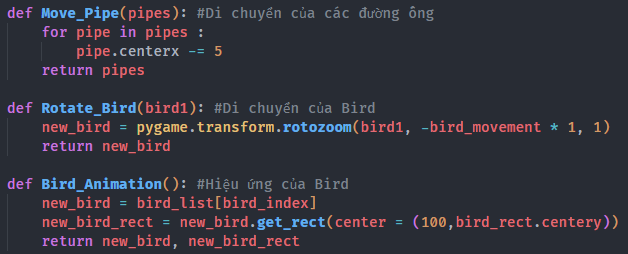 def Move_Pipe(pipes): #Di chuyển của các đường ống
    for pipe in pipes :
        pipe.centerx -= 5
    return pipes

def Rotate_Bird(bird1): #Di chuyển của Bird
    new_bird = pygame.transform.rotozoom(bird1, -bird_movement * 1, 1)
    return new_bird

def Bird_Animation(): #Hiệu ứng của Bird
    new_bird = bird_list[bird_index]
    new_bird_rect = new_bird.get_rect(center = (100,bird_rect.centery))
    return new_bird, new_bird_rect